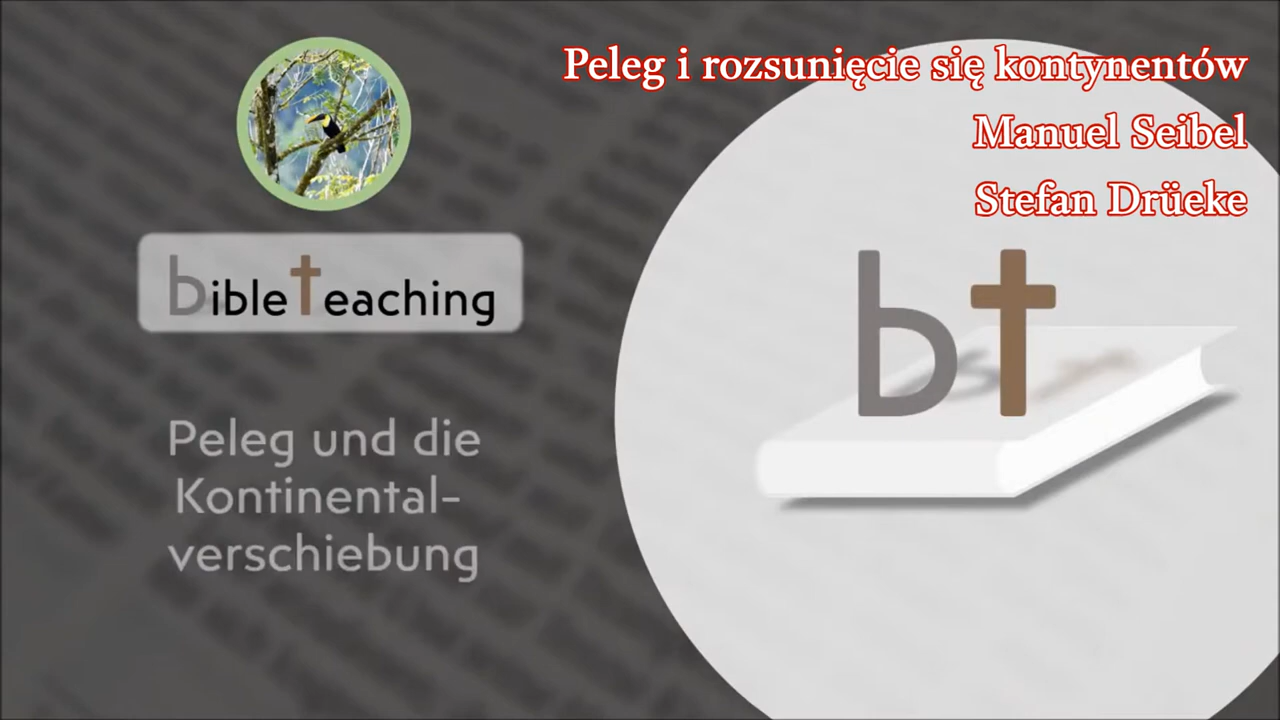 Peleg i rozsunięcie się kontynentów
Manuel Seibel
Stefan Drüeke
bibleteaching
bt
Peleg und die
Kontinental-
verschiebung